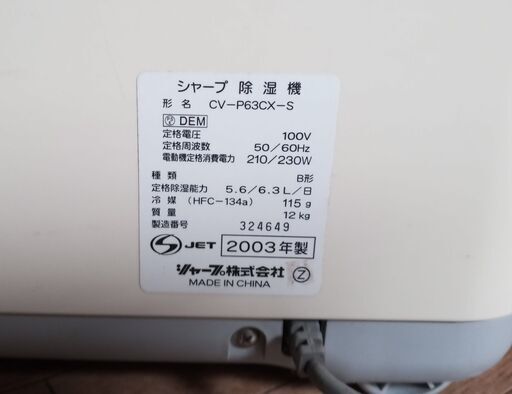 シャープ 除湿機
形名 CV-P63CX-S
DEM
定格電圧 100V
定格周波数 50/60Hz
電動機定格消費電力 210/230W
種類 B形
定格除湿能力 5.6/6.3L/日
冷媒 (HFC-134a) 115g
質量 12kg
製造番号 324649
JET 2003年製
シャープ株式会社 Z
MADE IN CHINA